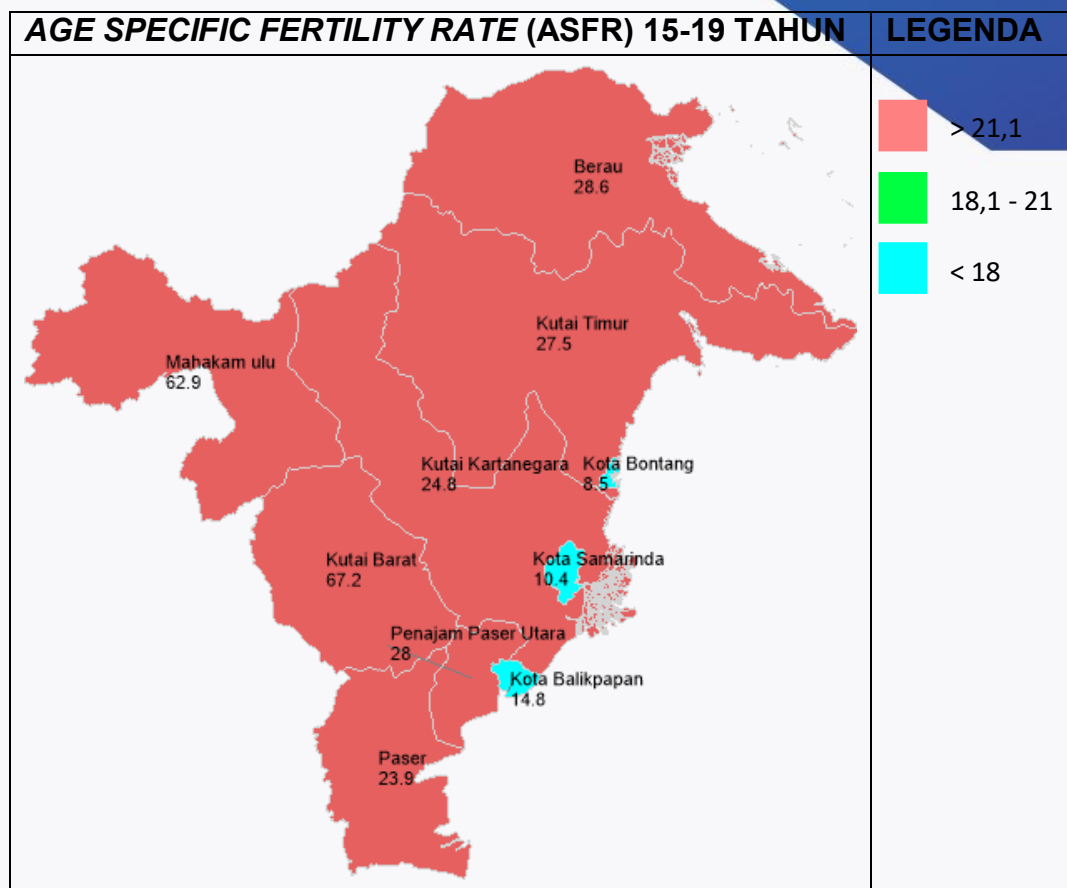 AGE SPECIFIC FERTILITY RATE (ASFR) 15-19 TAHUN
LEGENDA
> 21,1
18,1 - 21
< 18
Berau
28.6
Kutai Timur
27.5
Mahakam ulu
62.9
Kutai Kartanegara
24.8
Kota Bontang
8.5
Kutai Barat
67.2
Kota Samarinda
10.4
Penajam Paser Utara
28
Kota Balikpapan
14.8
Paser
23.9